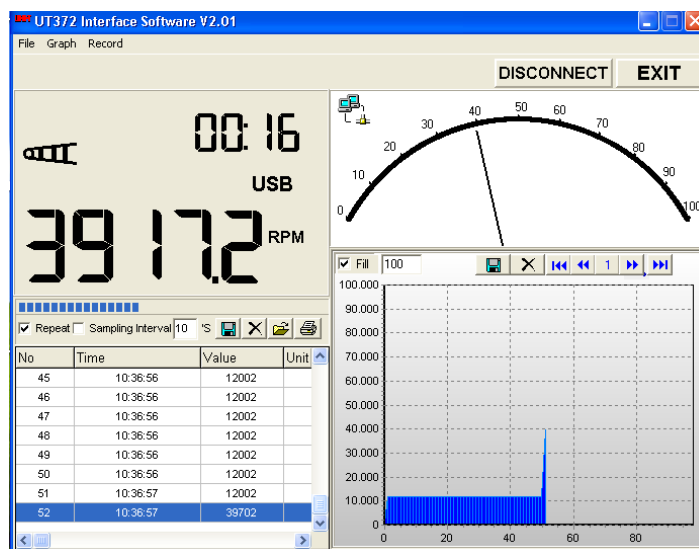 UT372 Interface Software V2.01
File Graph Record
DISCONNECT EXIT
00:16
USB
3917.2 RPM
0 10 20 30 40 50 60 70 80 90 100
Repeat Sampling Interval 10 'S
No Time Value Unit
45 10:36:56 12002
46 10:36:56 12002
47 10:36:56 12002
48 10:36:56 12002
49 10:36:56 12002
50 10:36:56 12002
51 10:36:57 12002
52 10:36:57 39702
Fill 100 1
100.000
90.000
80.000
70.000
60.000
50.000
40.000
30.000
20.000
10.000
0
0 20 40 60 80